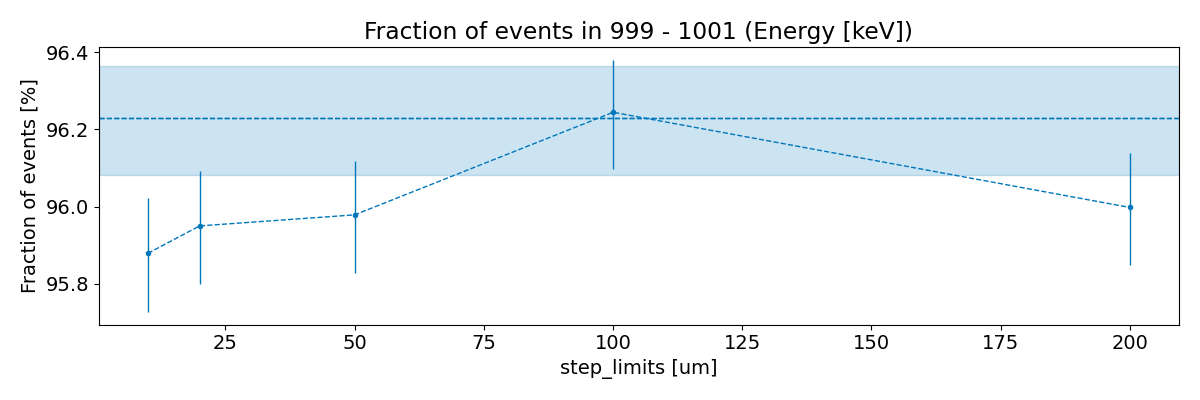 Fraction of events in 999 - 1001 (Energy [keV])
Fraction of events [%]
96.4
96.2
96.0
95.8
25 50 75 100 125 150 175 200
step_limits [um]